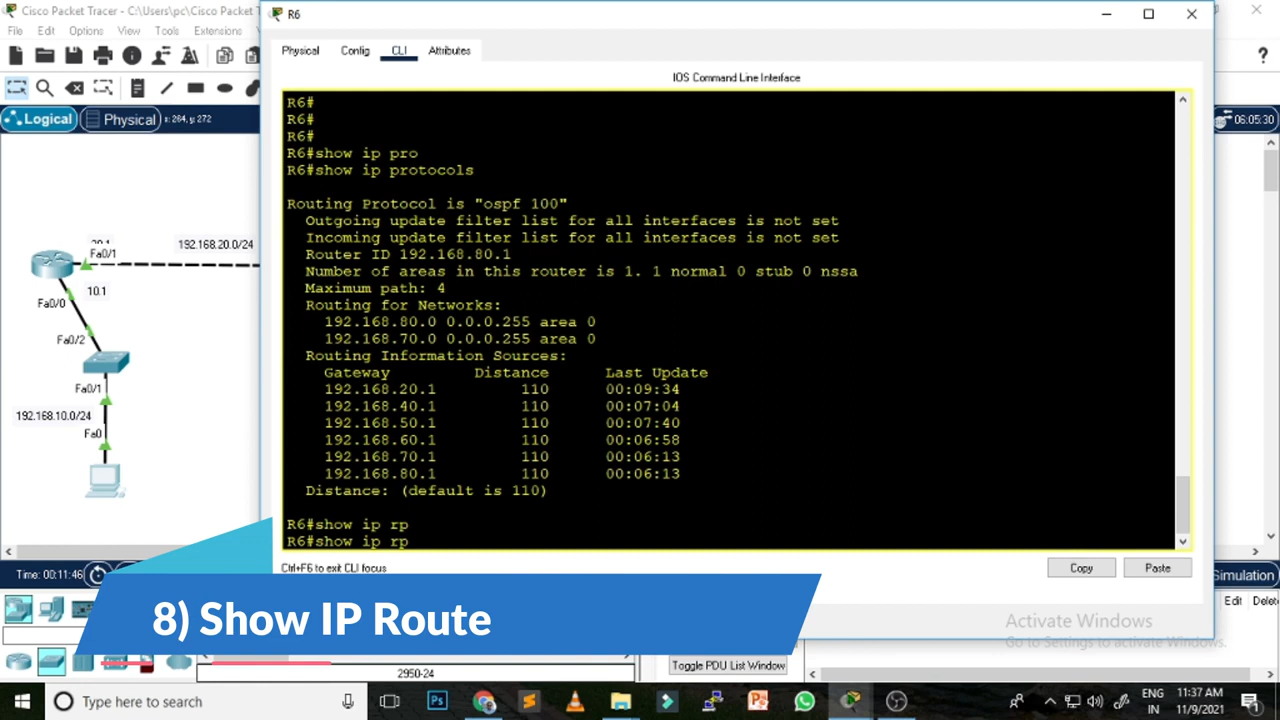 Cisco Packet Tracer - C:\Users\pc\Cisco Packet Tracer
R6
File Edit Options View Tools Extensions
Physical Config CLI Attributes
IOS Command Line Interface
Logical Physical x: 264, y: 272
06:05:30
R6#
R6#
R6#
R6#show ip pro
R6#show ip protocols
Routing Protocol is "ospf 100"
Outgoing update filter list for all interfaces is not set
Incoming update filter list for all interfaces is not set
Router ID 192.168.80.1
Number of areas in this router is 1. 1 normal 0 stub 0 nssa
Maximum path: 4
Routing for Networks:
192.168.80.0 0.0.0.255 area 0
192.168.70.0 0.0.0.255 area 0
Routing Information Sources:
Gateway Distance Last Update
192.168.20.1 110 00:09:34
192.168.40.1 110 00:07:04
192.168.50.1 110 00:07:40
192.168.60.1 110 00:06:58
192.168.70.1 110 00:06:13
192.168.80.1 110 00:06:13
Distance: (default is 110)
R6#show ip rp
R6#show ip rp
192.168.20.0/24
Fa0/1
10.1
Fa0/0
Fa0/2
Fa0/1
192.168.10.0/24
Fa0
Ctrl+F6 to exit CLI focus
Copy Paste
Time: 00:11:46
Simulation
Edit Delet
8) Show IP Route
Activate Windows
Go to Settings to activate Windows.
Toggle PDU List Window
2950-24
Type here to search
ENG
IN
11:37 AM
11/9/2021